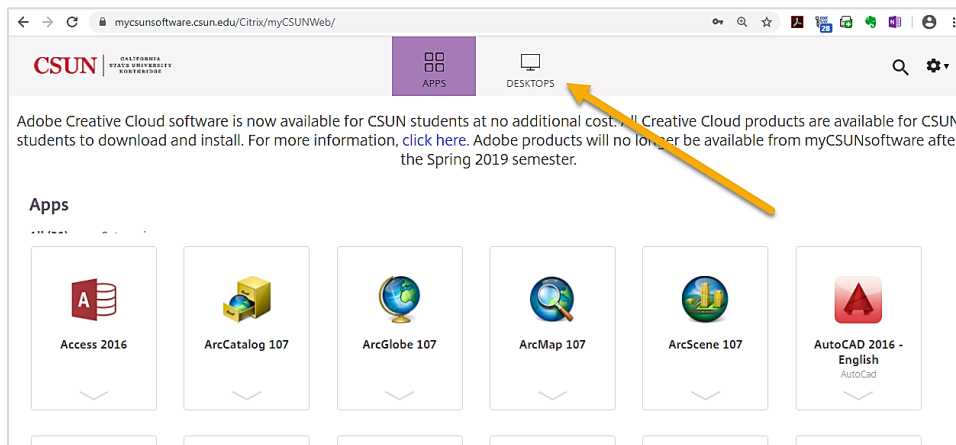 mycsunsoftware.csun.edu/Citrix/myCSUNWeb/
28
CSUN CALIFORNIA
STATE UNIVERSITY
NORTHRIDGE
APPS
DESKTOPS
Adobe Creative Cloud software is now available for CSUN students at no additional cost. All Creative Cloud products are available for CSUN
students to download and install. For more information, click here. Adobe products will no longer be available from myCSUNsoftware afte
the Spring 2019 semester.
Apps
Access 2016
ArcCatalog 107
ArcGlobe 107
ArcMap 107
ArcScene 107
AutoCAD 2016 -
English
AutoCad